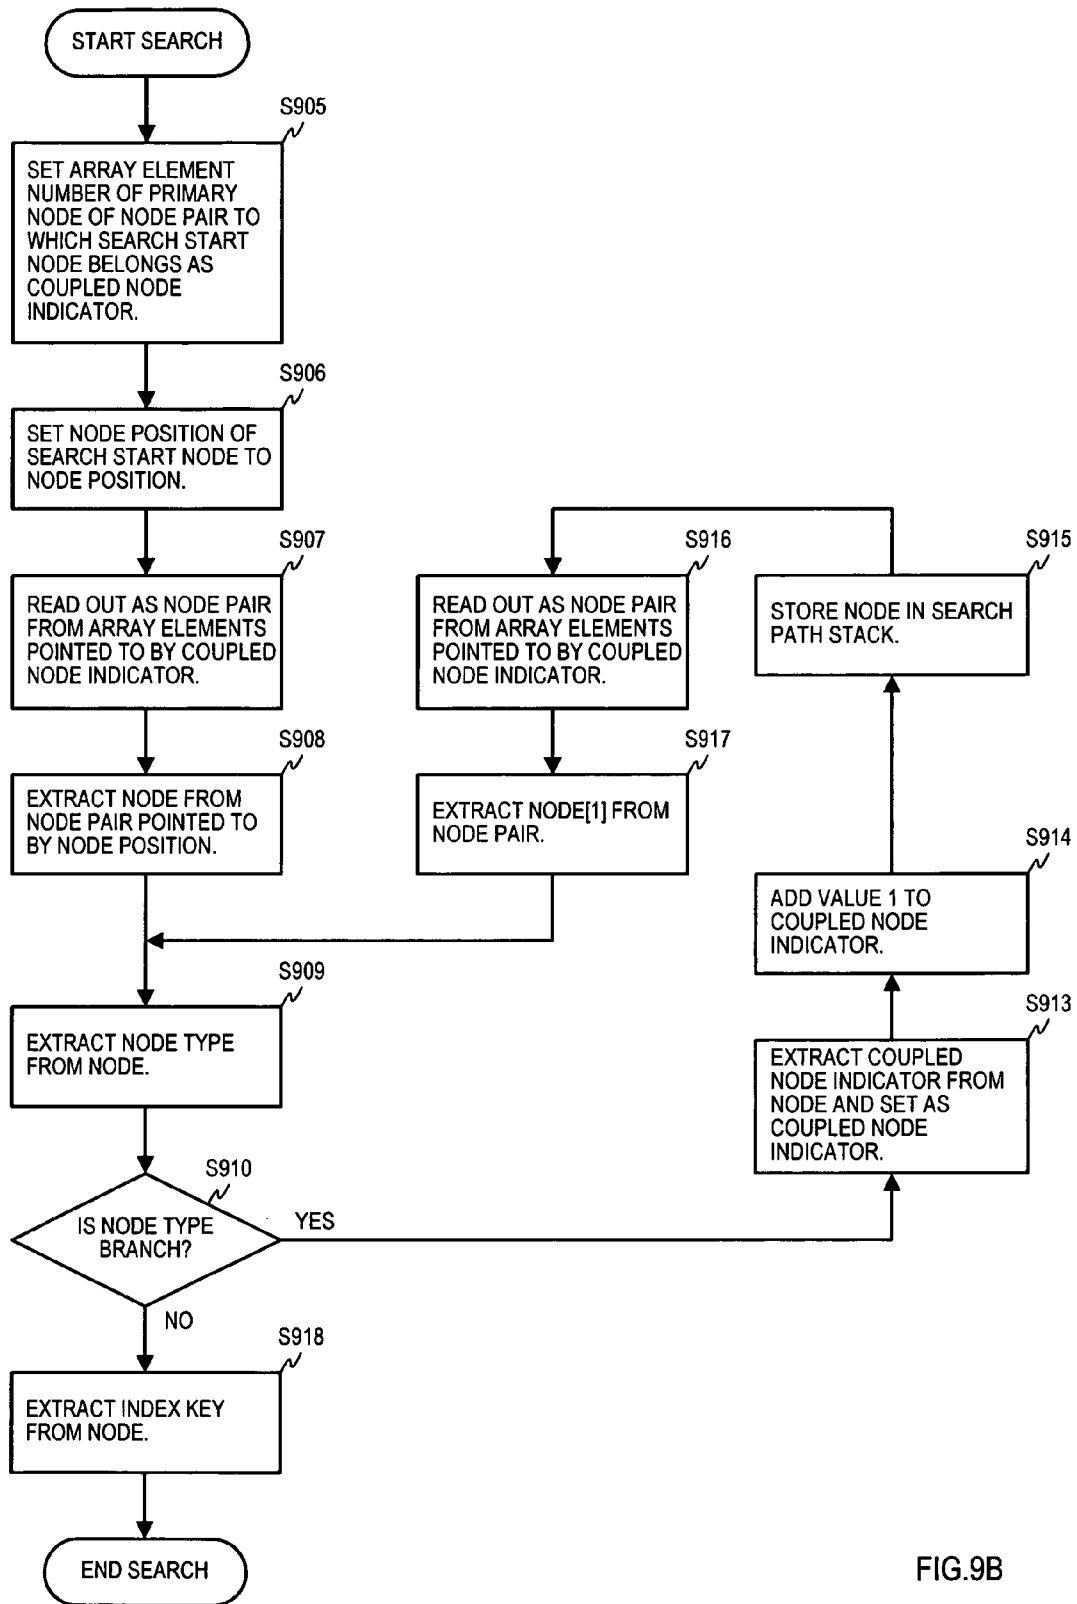 START SEARCH
S905
SET ARRAY ELEMENT
NUMBER OF PRIMARY
NODE OF NODE PAIR TO
WHICH SEARCH START
NODE BELONGS AS
COUPLED NODE
INDICATOR.
S906
SET NODE POSITION OF
SEARCH START NODE TO
NODE POSITION.
S907
READ OUT AS NODE PAIR
FROM ARRAY ELEMENTS
POINTED TO BY COUPLED
NODE INDICATOR.
S908
EXTRACT NODE FROM
NODE PAIR POINTED TO
BY NODE POSITION.
S909
EXTRACT NODE TYPE
FROM NODE.
S910
IS NODE TYPE
BRANCH?
YES
NO
S913
EXTRACT COUPLED
NODE INDICATOR FROM
NODE AND SET AS
COUPLED NODE
INDICATOR.
S914
ADD VALUE 1 TO
COUPLED NODE
INDICATOR.
S915
STORE NODE IN SEARCH
PATH STACK.
S916
READ OUT AS NODE PAIR
FROM ARRAY ELEMENTS
POINTED TO BY COUPLED
NODE INDICATOR.
S917
EXTRACT NODE[1] FROM
NODE PAIR.
S918
EXTRACT INDEX KEY
FROM NODE.
END SEARCH
FIG.9B